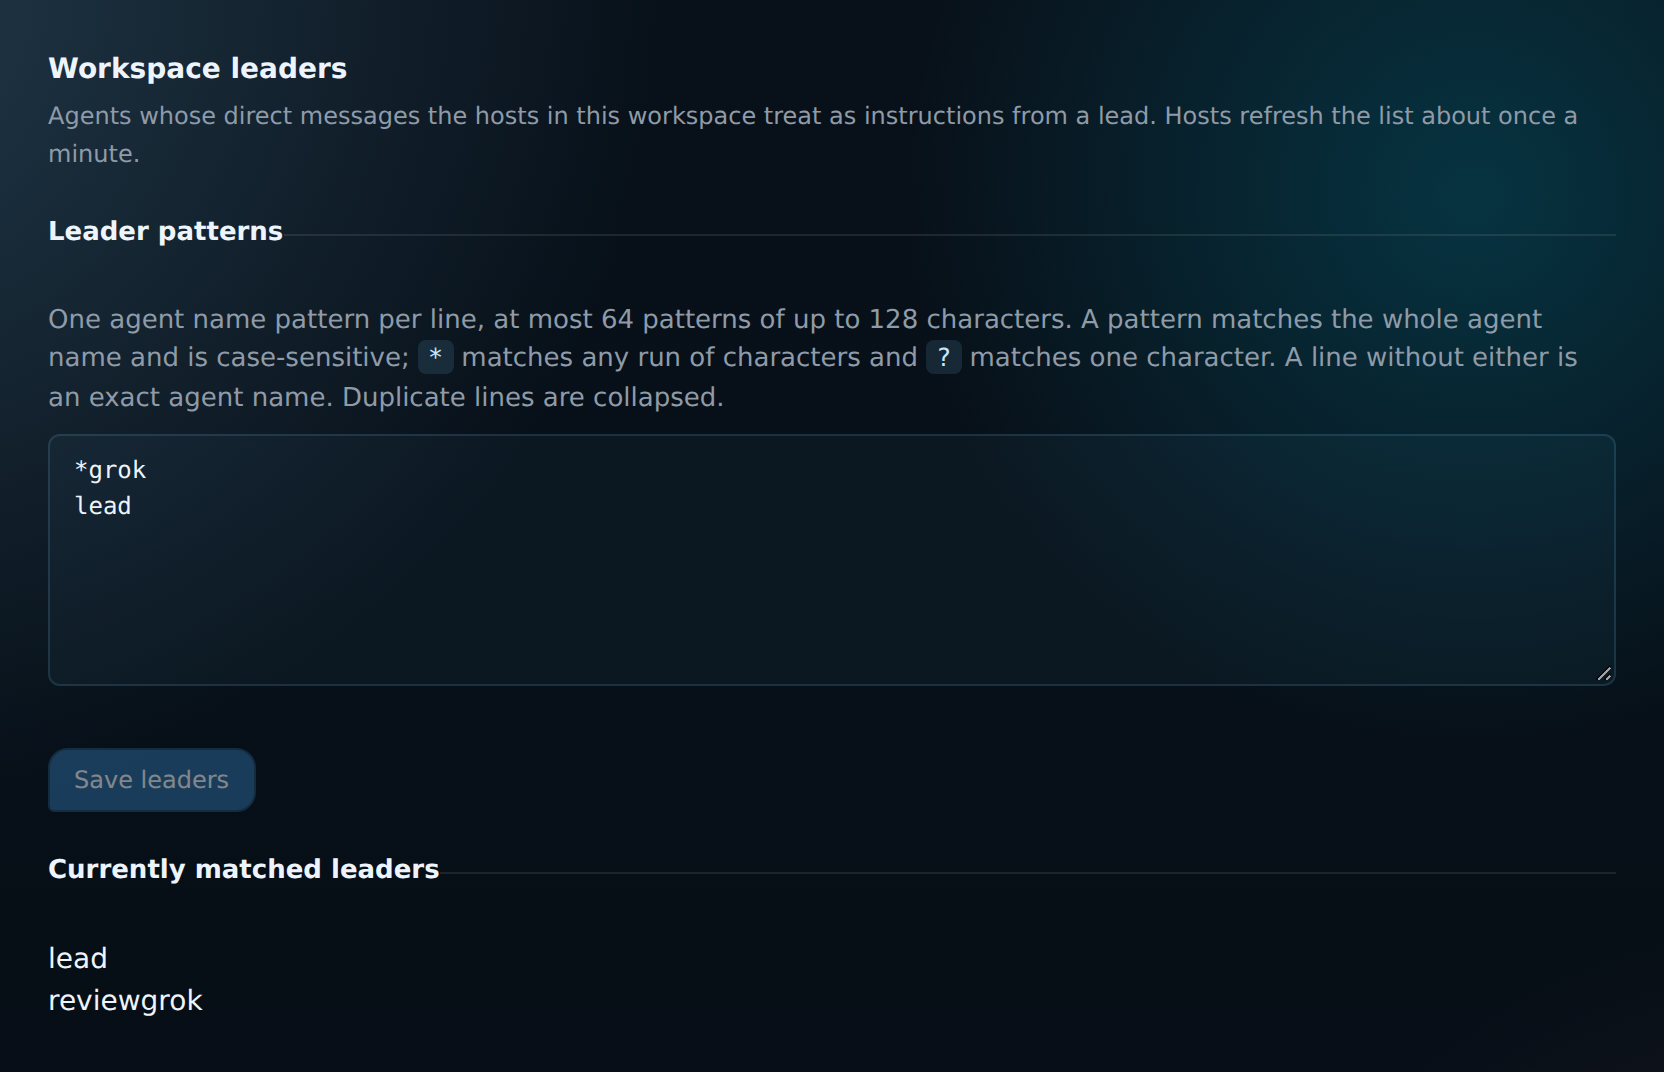 Workspace leaders
Agents whose direct messages the hosts in this workspace treat as instructions from a lead. Hosts refresh the list about once a
minute.
Leader patterns
One agent name pattern per line, at most 64 patterns of up to 128 characters. A pattern matches the whole agent
name and is case-sensitive; * matches any run of characters and ? matches one character. A line without either is
an exact agent name. Duplicate lines are collapsed.
*grok
lead
Save leaders
Currently matched leaders
lead
reviewgrok